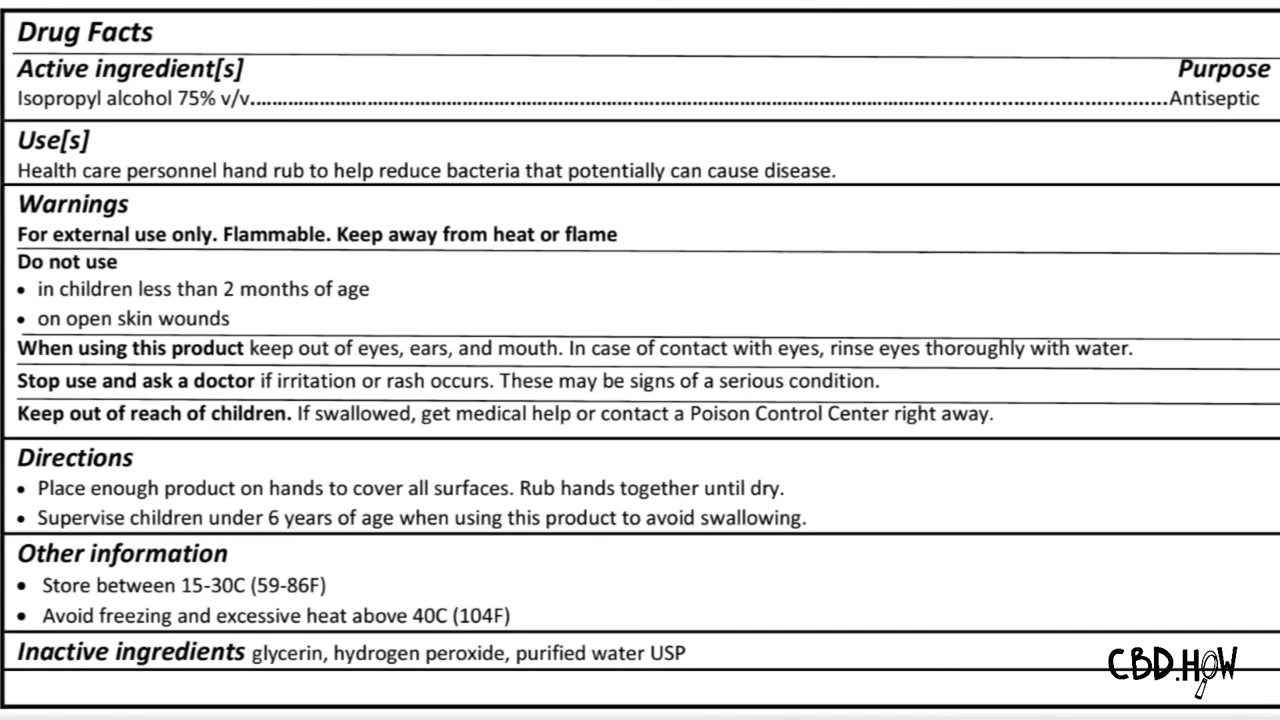 Drug Facts
Active ingredient[s] Purpose
Isopropyl alcohol 75% v/v........................................................................................................................................................Antiseptic
Use[s]
Health care personnel hand rub to help reduce bacteria that potentially can cause disease.
Warnings
For external use only. Flammable. Keep away from heat or flame
Do not use
• in children less than 2 months of age
• on open skin wounds
When using this product keep out of eyes, ears, and mouth. In case of contact with eyes, rinse eyes thoroughly with water.
Stop use and ask a doctor if irritation or rash occurs. These may be signs of a serious condition.
Keep out of reach of children. If swallowed, get medical help or contact a Poison Control Center right away.
Directions
• Place enough product on hands to cover all surfaces. Rub hands together until dry.
• Supervise children under 6 years of age when using this product to avoid swallowing.
Other information
• Store between 15-30C (59-86F)
• Avoid freezing and excessive heat above 40C (104F)
Inactive ingredients glycerin, hydrogen peroxide, purified water USP
CBD.HOW